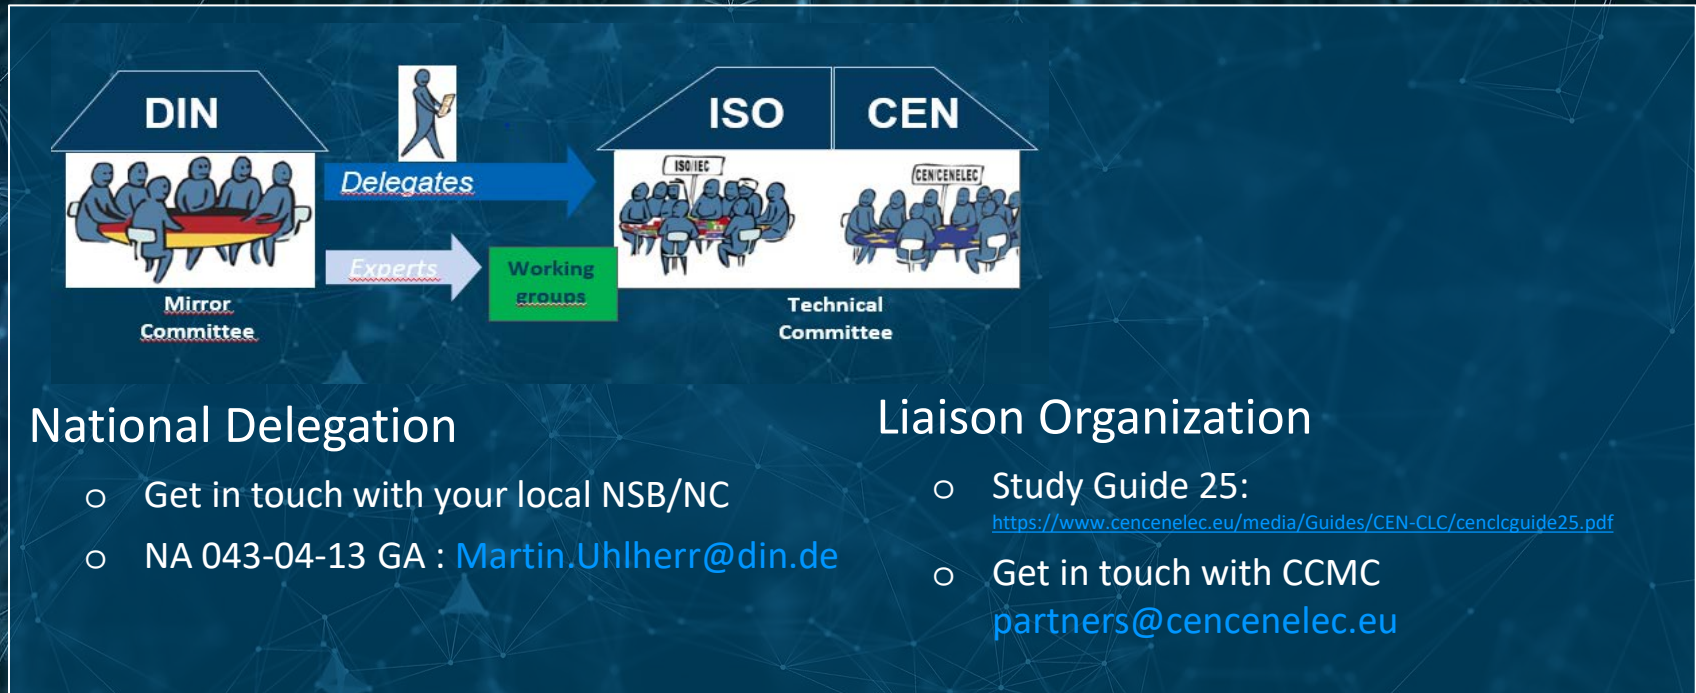 DIN
ISO
CEN
Delegates
ISO/IEC
CEN/CENELEC
Experts
Working
groups
Mirror
Committee
Technical
Committee
National Delegation
o Get in touch with your local NSB/NC
o NA 043-04-13 GA : Martin.Uhlherr@din.de
Liaison Organization
o Study Guide 25:
https://www.cencenelec.eu/media/Guides/CEN-CLC/cenclcguide25.pdf
o Get in touch with CCMC
partners@cencenelec.eu